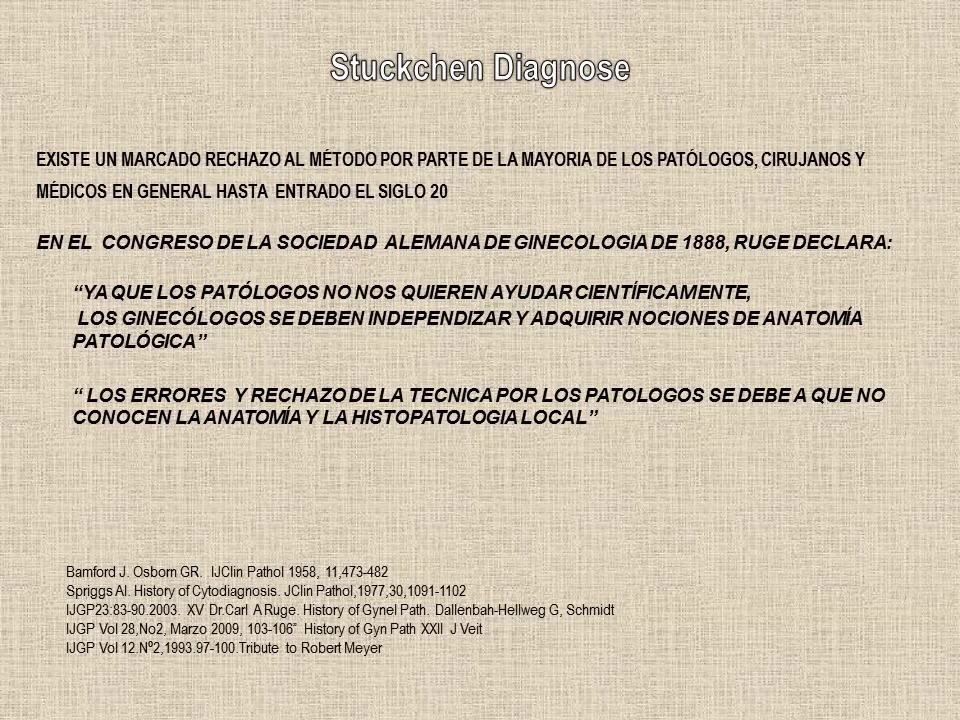 Stuckchen Diagnose
EXISTE UN MARCADO RECHAZO AL MÉTODO POR PARTE DE LA MAYORIA DE LOS PATÓLOGOS, CIRUJANOS Y
MÉDICOS EN GENERAL HASTA ENTRADO EL SIGLO 20
EN EL CONGRESO DE LA SOCIEDAD ALEMANA DE GINECOLOGIA DE 1888, RUGE DECLARA:
“YA QUE LOS PATÓLOGOS NO NOS QUIEREN AYUDAR CIENTÍFICAMENTE,
LOS GINECÓLOGOS SE DEBEN INDEPENDIZAR Y ADQUIRIR NOCIONES DE ANATOMÍA
PATOLÓGICA”
“ LOS ERRORES Y RECHAZO DE LA TECNICA POR LOS PATOLOGOS SE DEBE A QUE NO
CONOCEN LA ANATOMÍA Y LA HISTOPATOLOGIA LOCAL”
Bamford J. Osborn GR. IJClin Pathol 1958, 11,473-482
Spriggs AI. History of Cytodiagnosis. JClin Pathol,1977,30,1091-1102
IJGP23:83-90.2003. XV Dr.Carl A Ruge. History of Gynel Path. Dallenbah-Hellweg G, Schmidt
IJGP Vol 28,No2, Marzo 2009, 103-106” History of Gyn Path XXII J Veit
IJGP Vol 12.Nº2,1993.97-100.Tribute to Robert Meyer